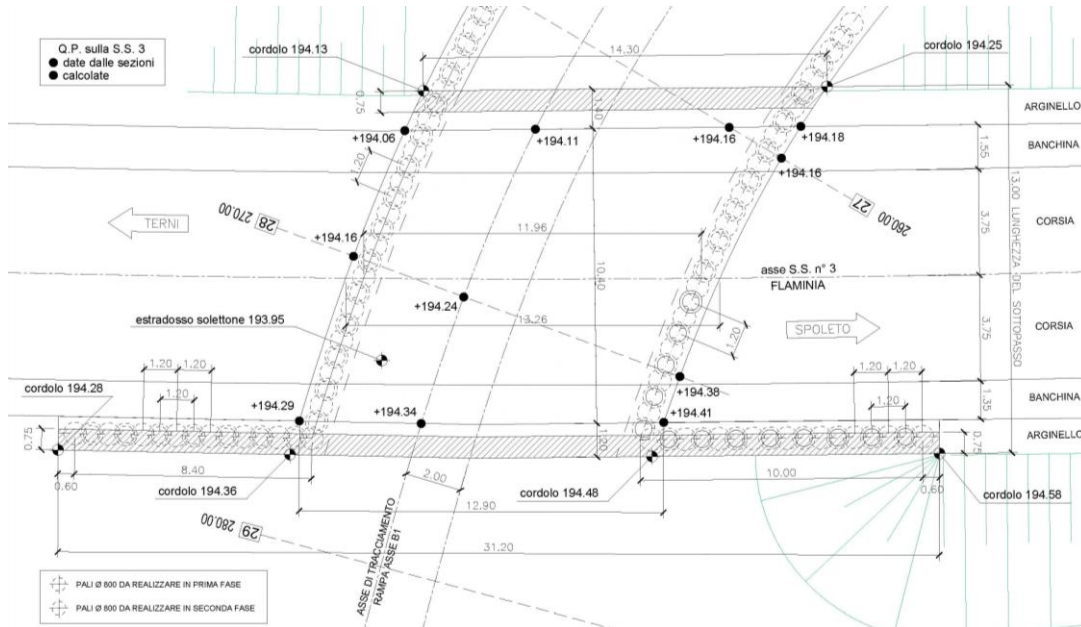 Q.P. sulla S.S. 3
date dalle sezioni
calcolate
cordolo 194.13
14.30
cordolo 194.25
0.75
1.10
ARGINELLO
+194.06
+194.11
+194.16
+194.18
1.55
BANCHINA
1.20
+194.16
13.00 LUNGHEZZA DEL SOTTOPASSO
TERNI
28 270.00
27 260.00
3.75
CORSIA
11.96
+194.16
10.40
asse S.S. n° 3
FLAMINIA
+194.24
estradosso solettone 193.95
13.26
1.20
SPOLETO
3.75
CORSIA
1.20
1.20
1.20
1.20
1.20
1.20
cordolo 194.28
+194.38
1.35
BANCHINA
+194.29
+194.34
+194.41
0.75
1.20
0.75
ARGINELLO
8.40
0.60
cordolo 194.36
2.00
cordolo 194.48
10.00
0.60
cordolo 194.58
12.90
29 280.00
31.20
ASSE DI TRACCIAMENTO
RAMPA ASSE B1
PALI Ø 800 DA REALIZZARE IN PRIMA FASE
PALI Ø 800 DA REALIZZARE IN SECONDA FASE